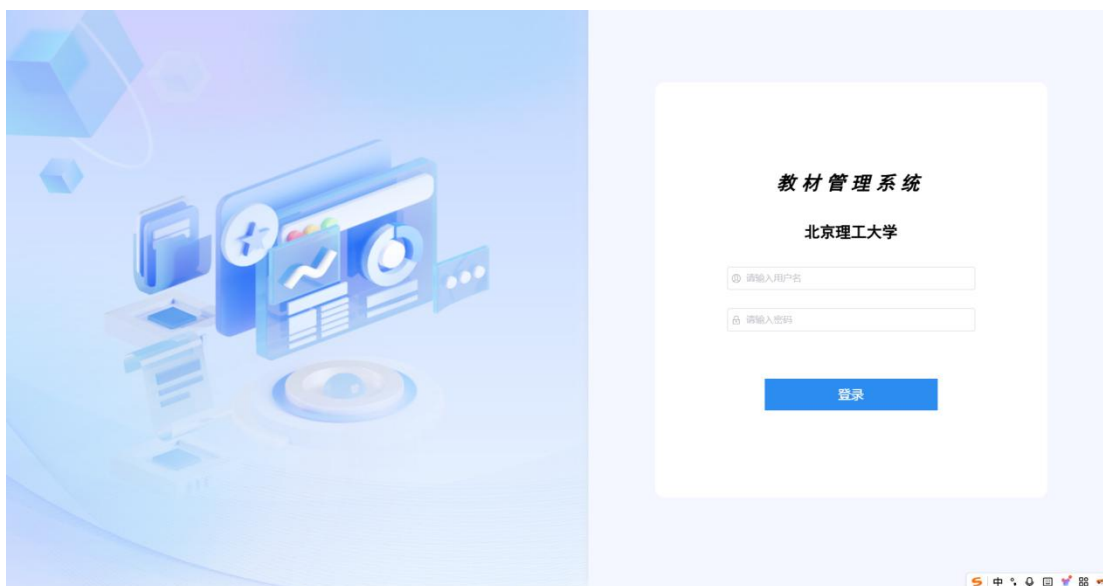 教材管理系统
北京理工大学
请输入用户名
请输入密码
登录
中